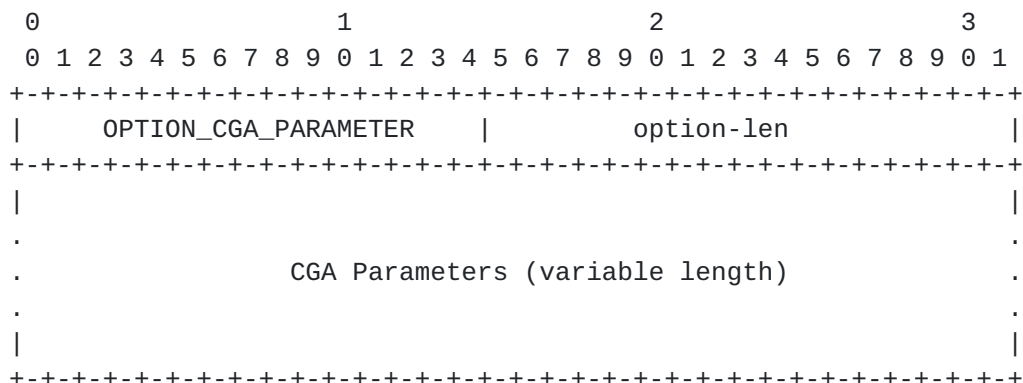 0                   1                   2                   3
 0 1 2 3 4 5 6 7 8 9 0 1 2 3 4 5 6 7 8 9 0 1 2 3 4 5 6 7 8 9 0 1
+-+-+-+-+-+-+-+-+-+-+-+-+-+-+-+-+-+-+-+-+-+-+-+-+-+-+-+-+-+-+-+-+
|     OPTION_CGA_PARAMETER    |         option-len              |
+-+-+-+-+-+-+-+-+-+-+-+-+-+-+-+-+-+-+-+-+-+-+-+-+-+-+-+-+-+-+-+-+
|                                                               |
.                                                               .
.                 CGA Parameters (variable length)              .
.                                                               .
|                                                               |
+-+-+-+-+-+-+-+-+-+-+-+-+-+-+-+-+-+-+-+-+-+-+-+-+-+-+-+-+-+-+-+-+